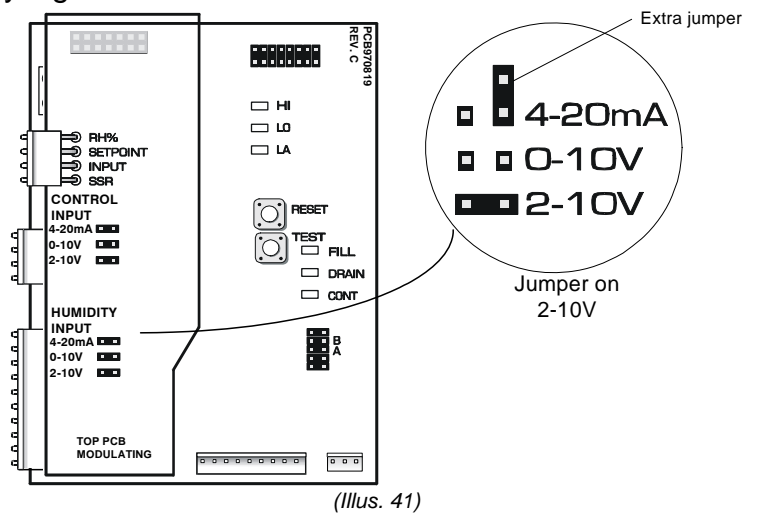 Extra jumper
PCB970819
REV. C
HI
LO
LA
RH%
SETPOINT
INPUT
SSR
CONTROL
INPUT
4-20mA
0-10V
2-10V
RESET
TEST
FILL
DRAIN
CONT
HUMIDITY
INPUT
4-20mA
0-10V
2-10V
B
A
TOP PCB
MODULATING
4-20mA
0-10V
2-10V
Jumper on
2-10V
(Illus. 41)